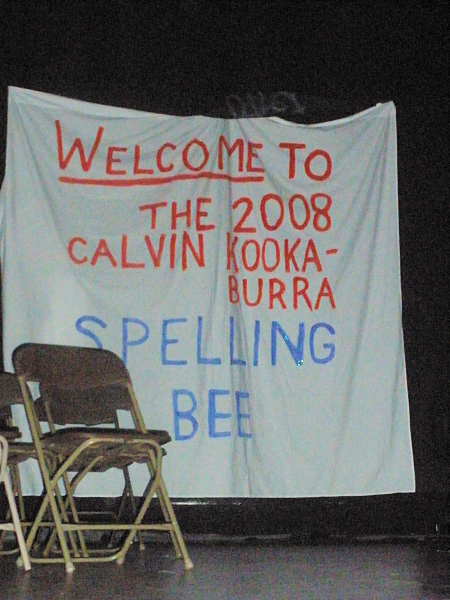 WELCOME TO
THE 2008
CALVIN KOOKA-
BURRA
SPELLING
BEE